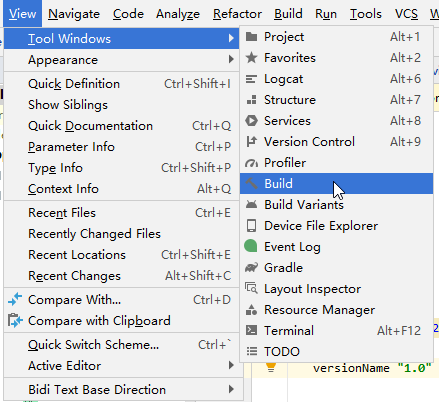 View Navigate Code Analyze Refactor Build Run Tools VCS
Tool Windows
Appearance
Quick Definition Ctrl+Shift+I
Show Siblings
Quick Documentation Ctrl+Q
Parameter Info Ctrl+P
Type Info Ctrl+Shift+P
Context Info Alt+Q
Recent Files Ctrl+E
Recently Changed Files
Recent Locations Ctrl+Shift+E
Recent Changes Alt+Shift+C
Compare With... Ctrl+D
Compare with Clipboard
Quick Switch Scheme... Ctrl+`
Active Editor
Bidi Text Base Direction
Project Alt+1
Favorites Alt+2
Logcat Alt+6
Structure Alt+7
Services Alt+8
Version Control Alt+9
Profiler
Build
Build Variants
Device File Explorer
Event Log
Gradle
Layout Inspector
Resource Manager
Terminal Alt+F12
TODO
versionName "1.0"